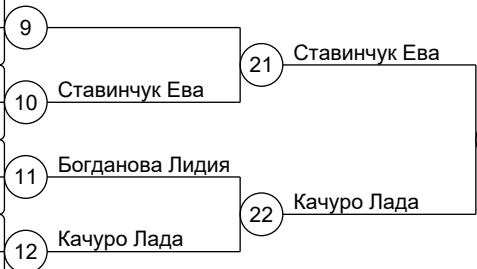 9
21 Ставинчук Ева
10 Ставинчук Ева
11 Богданова Лидия
22 Качуро Лада
12 Качуро Лада